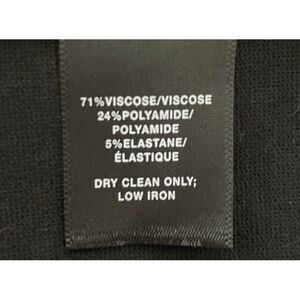 71%VISCOSE/VISCOSE
24%POLYAMIDE/
POLYAMIDE
5%ELASTANE/
ÉLASTIQUE
DRY CLEAN ONLY;
LOW IRON